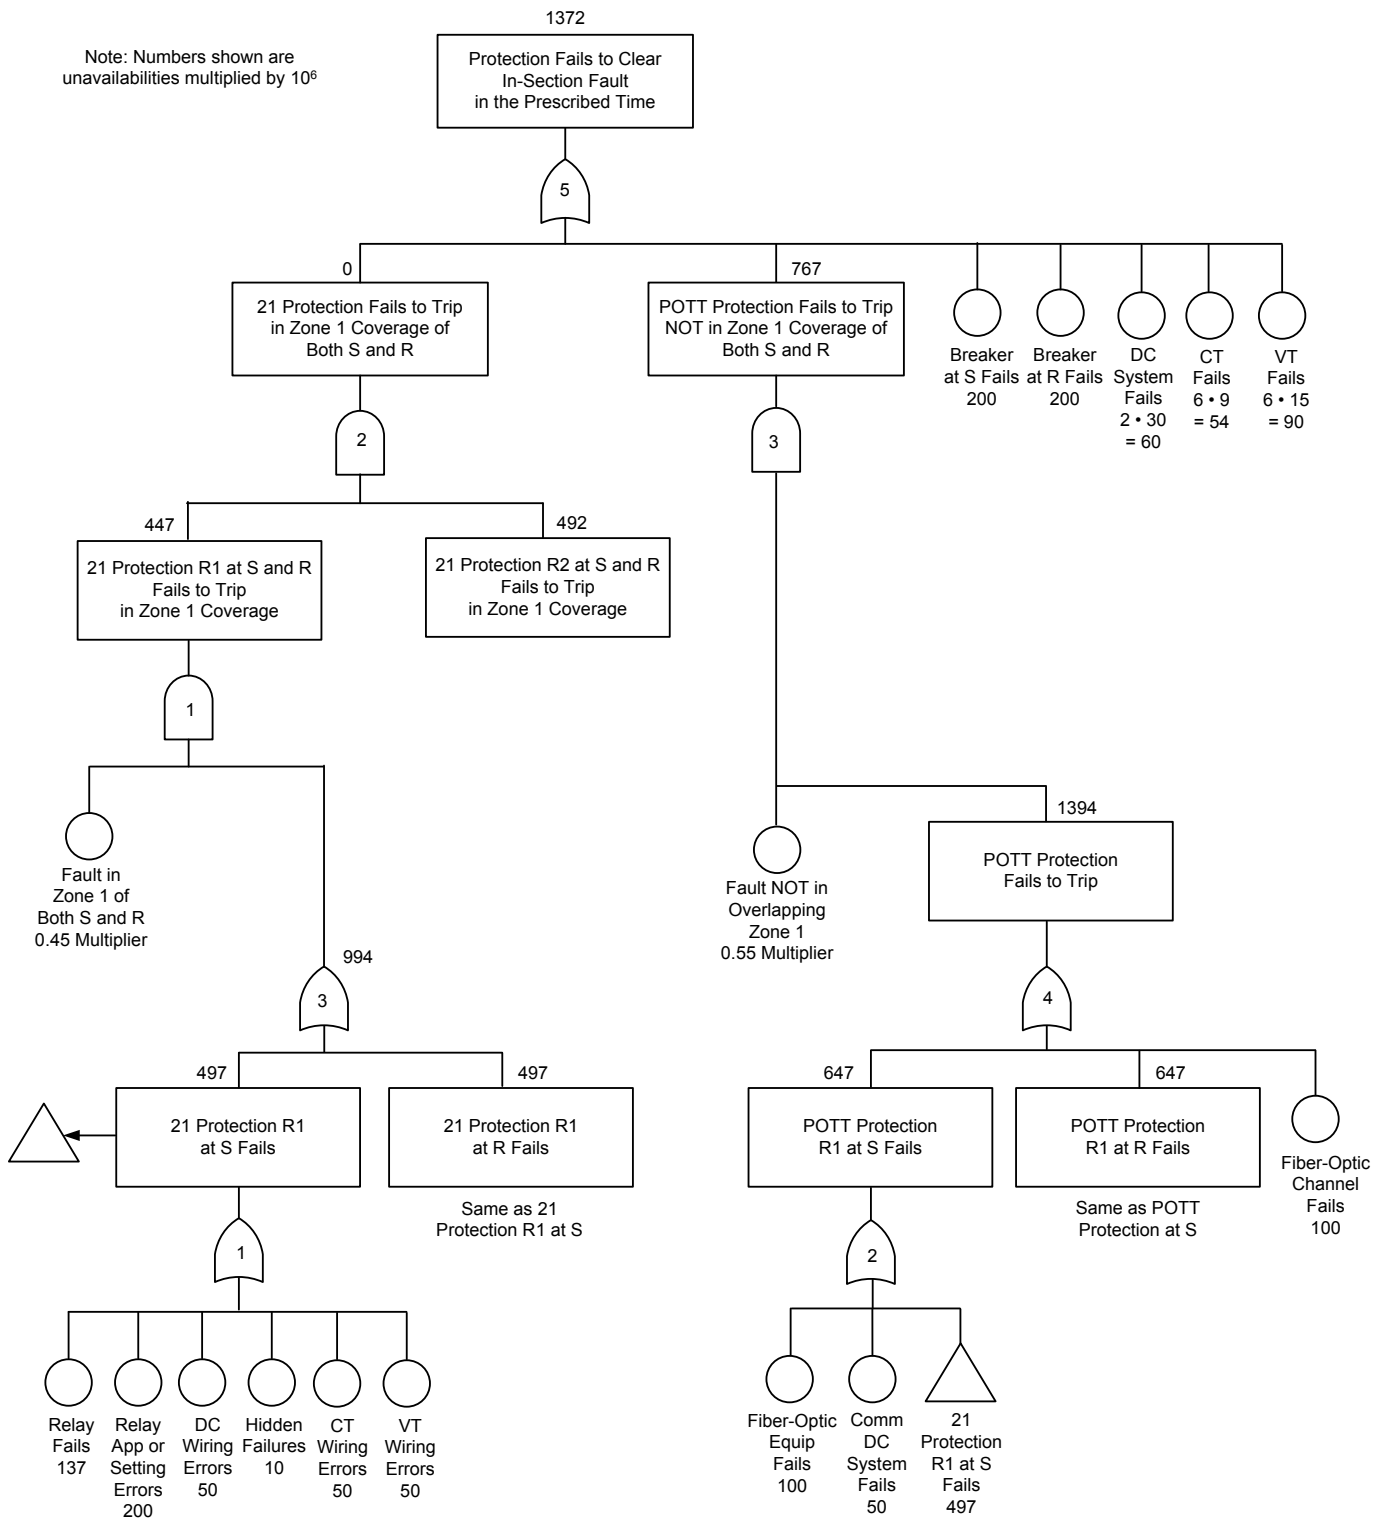 1372
Note: Numbers shown are
unavailabilities multiplied by 10⁶
Protection Fails to Clear
In-Section Fault
in the Prescribed Time
5
0
21 Protection Fails to Trip
in Zone 1 Coverage of
Both S and R
767
POTT Protection Fails to Trip
NOT in Zone 1 Coverage of
Both S and R
Breaker
at S Fails
200
Breaker
at R Fails
200
DC
System
Fails
2 • 30
= 60
CT
Fails
6 • 9
= 54
VT
Fails
6 • 15
= 90
2
3
447
21 Protection R1 at S and R
Fails to Trip
in Zone 1 Coverage
492
21 Protection R2 at S and R
Fails to Trip
in Zone 1 Coverage
1
Fault in
Zone 1 of
Both S and R
0.45 Multiplier
994
3
Fault NOT in
Overlapping
Zone 1
0.55 Multiplier
1394
POTT Protection
Fails to Trip
4
497
21 Protection R1
at S Fails
497
21 Protection R1
at R Fails
Same as 21
Protection R1 at S
647
POTT Protection
R1 at S Fails
647
POTT Protection
R1 at R Fails
Same as POTT
Protection at S
Fiber-Optic
Channel
Fails
100
1
Relay
Fails
137
Relay
App or
Setting
Errors
200
DC
Wiring
Errors
50
Hidden
Failures
10
CT
Wiring
Errors
50
VT
Wiring
Errors
50
2
Fiber-Optic
Equip
Fails
100
Comm
DC
System
Fails
50
21
Protection
R1 at S
Fails
497